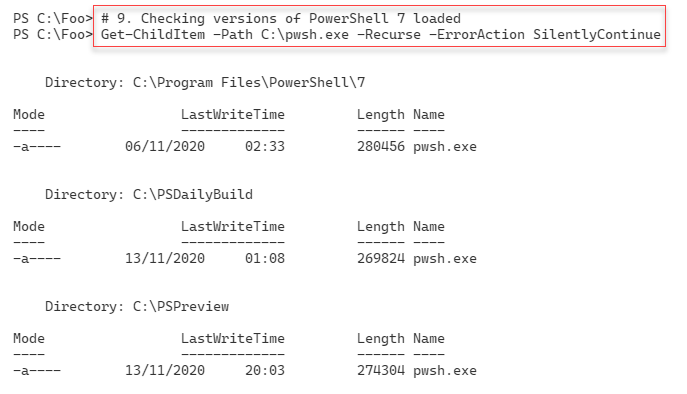 PS C:\Foo> # 9. Checking versions of PowerShell 7 loaded
PS C:\Foo> Get-ChildItem -Path C:\pwsh.exe -Recurse -ErrorAction SilentlyContinue
Directory: C:\Program Files\PowerShell\7
Mode LastWriteTime Length Name
---- ------------- ------ ----
-a---- 06/11/2020 02:33 280456 pwsh.exe
Directory: C:\PSDailyBuild
Mode LastWriteTime Length Name
---- ------------- ------ ----
-a---- 13/11/2020 01:08 269824 pwsh.exe
Directory: C:\PSPreview
Mode LastWriteTime Length Name
---- ------------- ------ ----
-a---- 13/11/2020 20:03 274304 pwsh.exe